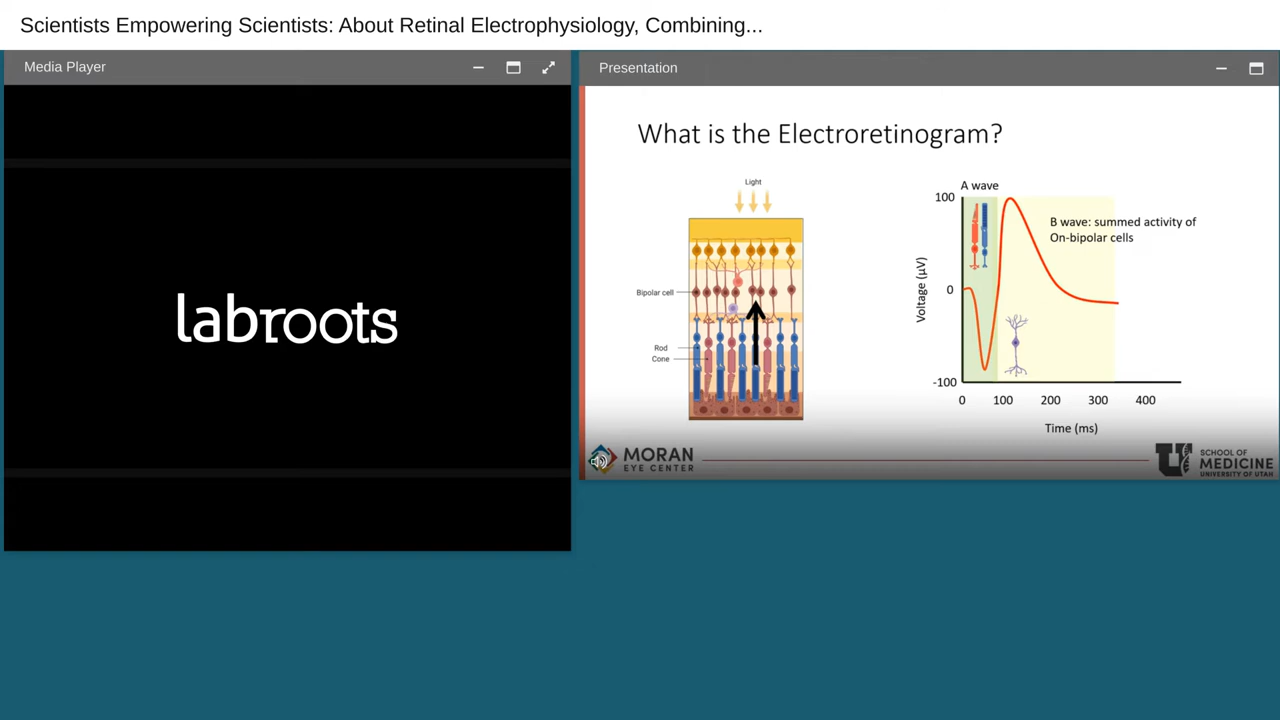 Scientists Empowering Scientists: About Retinal Electrophysiology, Combining...
Media Player
labroots
Presentation
What is the Electroretinogram?
Light
Bipolar cell
Rod
Cone
A wave
B wave: summed activity of
On-bipolar cells
100
0
-100
Voltage (µV)
0
100
200
300
400
Time (ms)
MORAN
EYE CENTER
SCHOOL OF
MEDICINE
UNIVERSITY OF UTAH